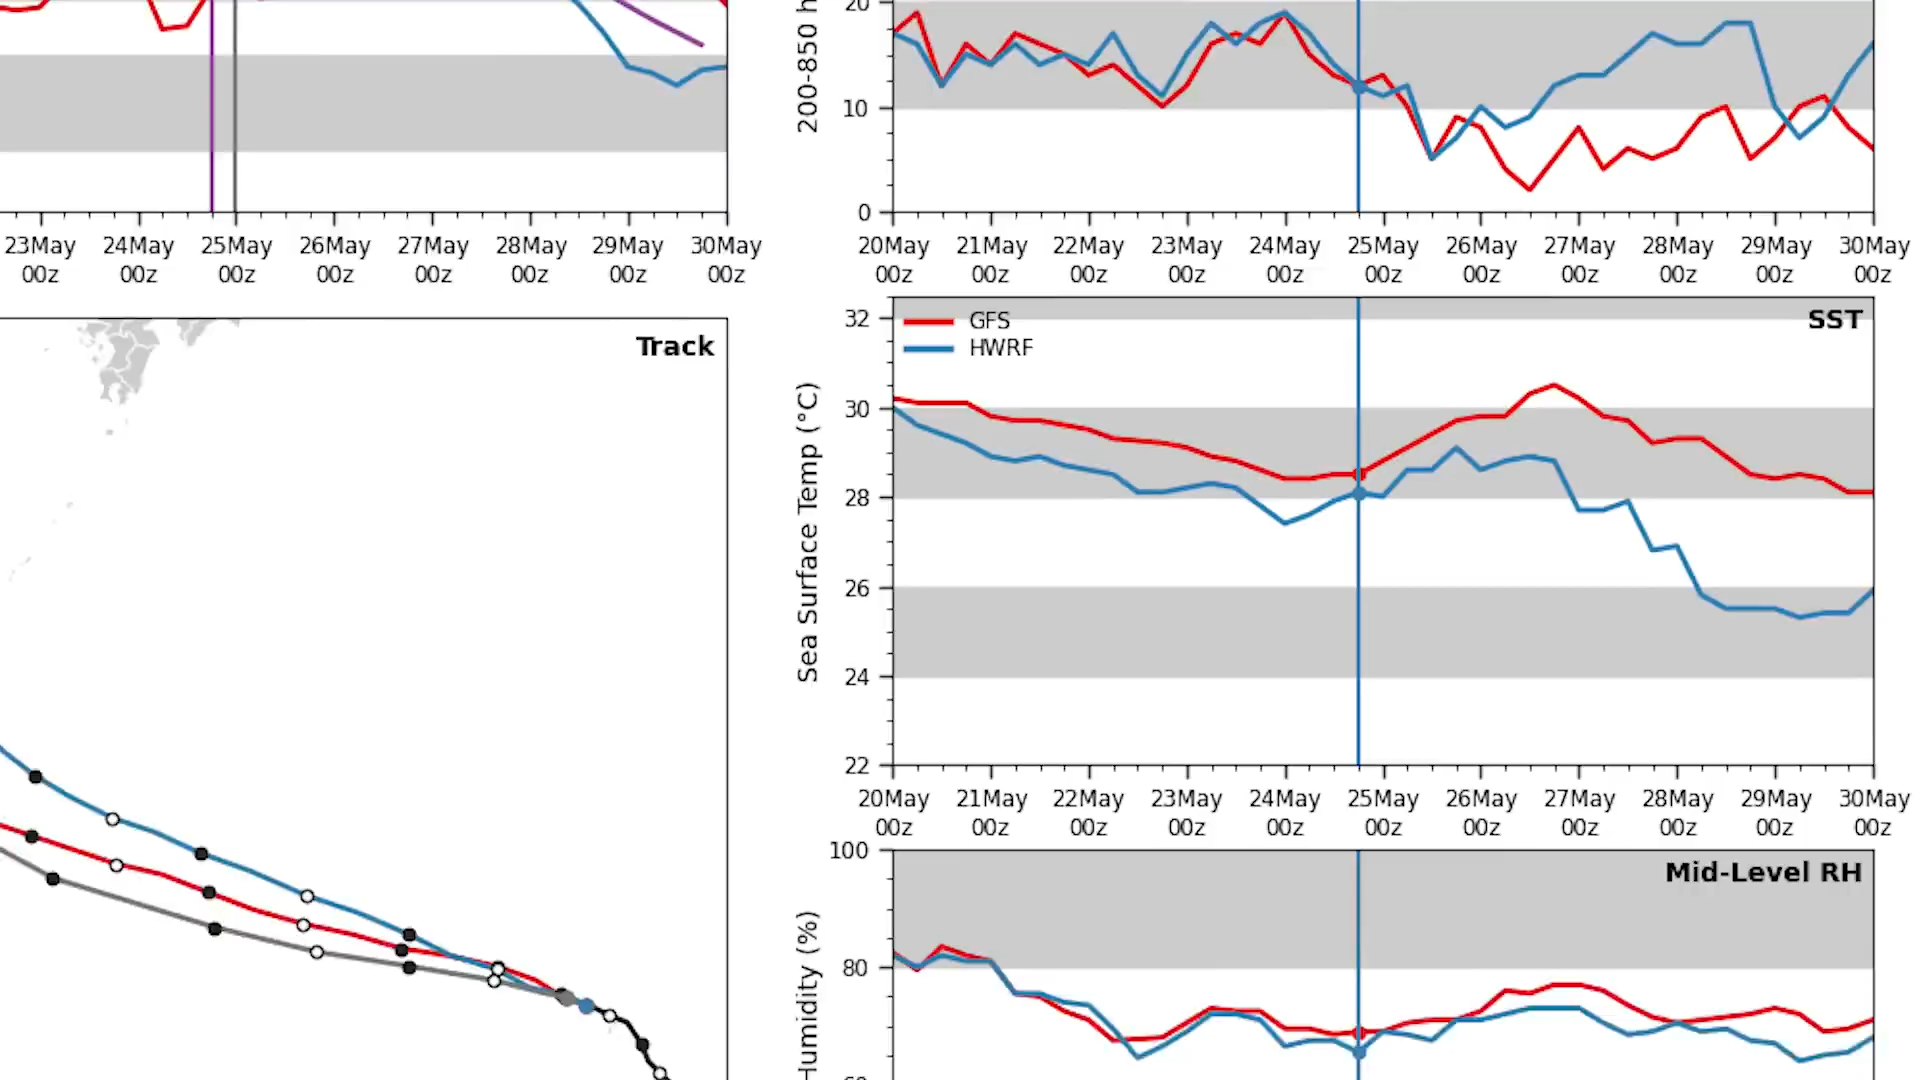 23May 24May 25May 26May 27May 28May 29May 30May
00z 00z 00z 00z 00z 00z 00z 00z
Track
200-850 h
20
10
0
20May 21May 22May 23May 24May 25May 26May 27May 28May 29May 30May
00z 00z 00z 00z 00z 00z 00z 00z 00z 00z 00z
SST
GFS
HWRF
Sea Surface Temp (°C)
32
30
28
26
24
22
20May 21May 22May 23May 24May 25May 26May 27May 28May 29May 30May
00z 00z 00z 00z 00z 00z 00z 00z 00z 00z 00z
Mid-Level RH
Humidity (%)
100
80
60